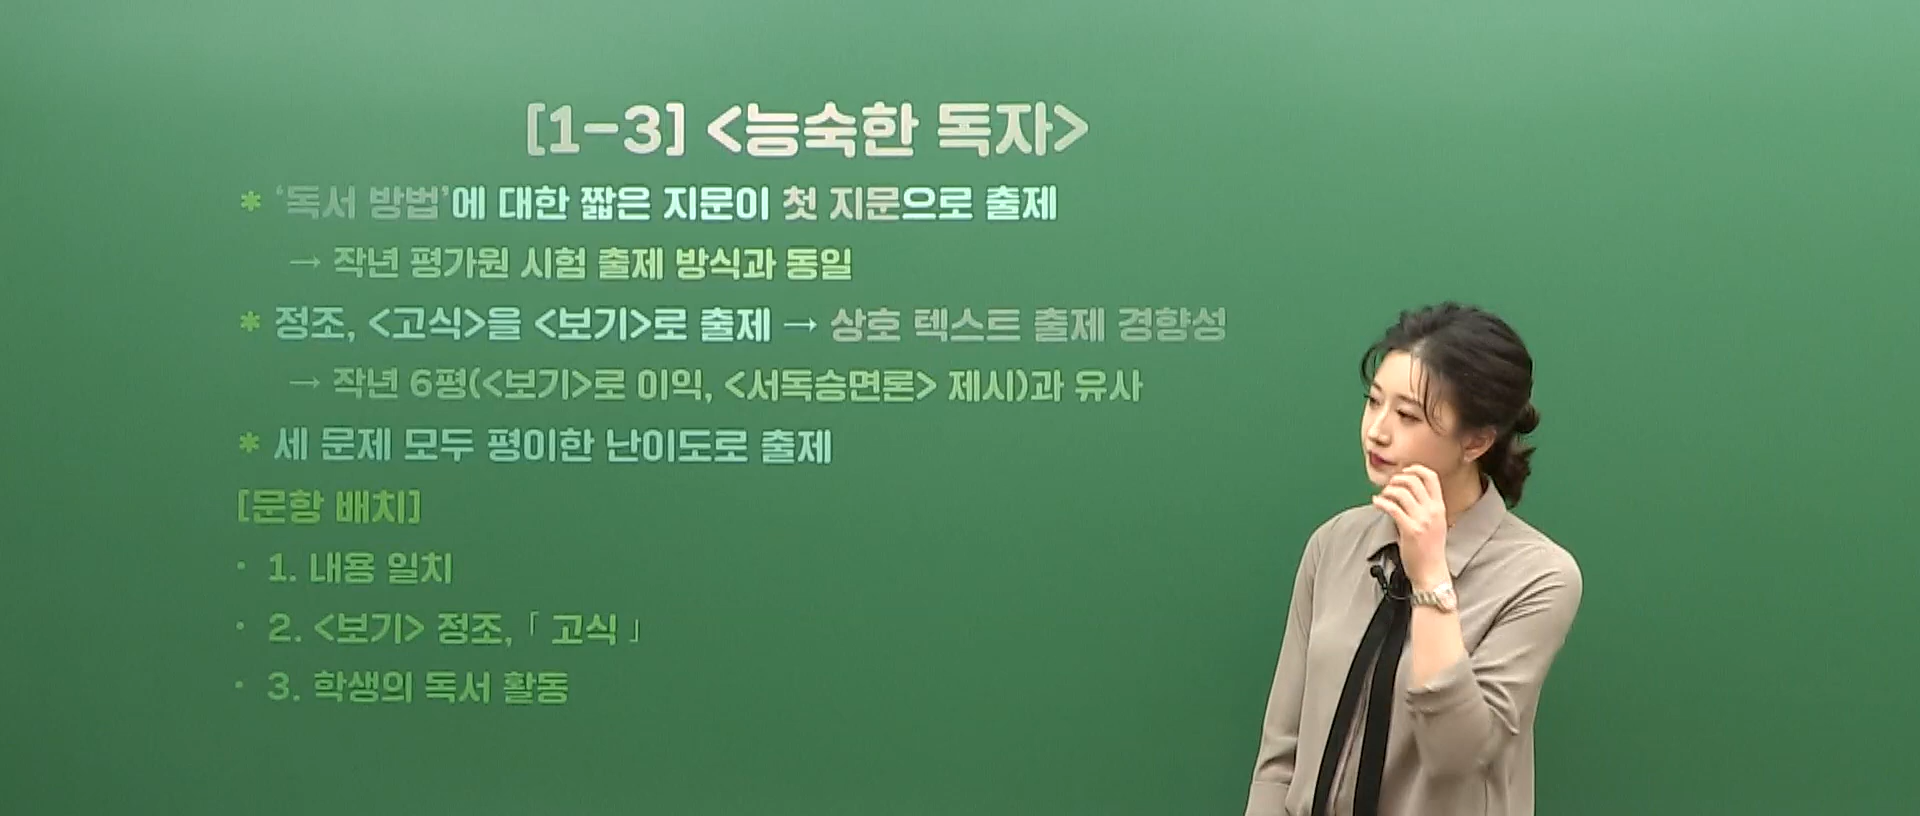 [1-3] <능숙한 독자>
* ‘독서 방법’에 대한 짧은 지문이 첫 지문으로 출제
→ 작년 평가원 시험 출제 방식과 동일
* 정조, <고식>을 <보기>로 출제 → 상호 텍스트 출제 경향성
→ 작년 6평(<보기>로 이익, <서독승면론> 제시)과 유사
* 세 문제 모두 평이한 난이도로 출제
[문항 배치]
· 1. 내용 일치
· 2. <보기> 정조,「 고식 」
· 3. 학생의 독서 활동